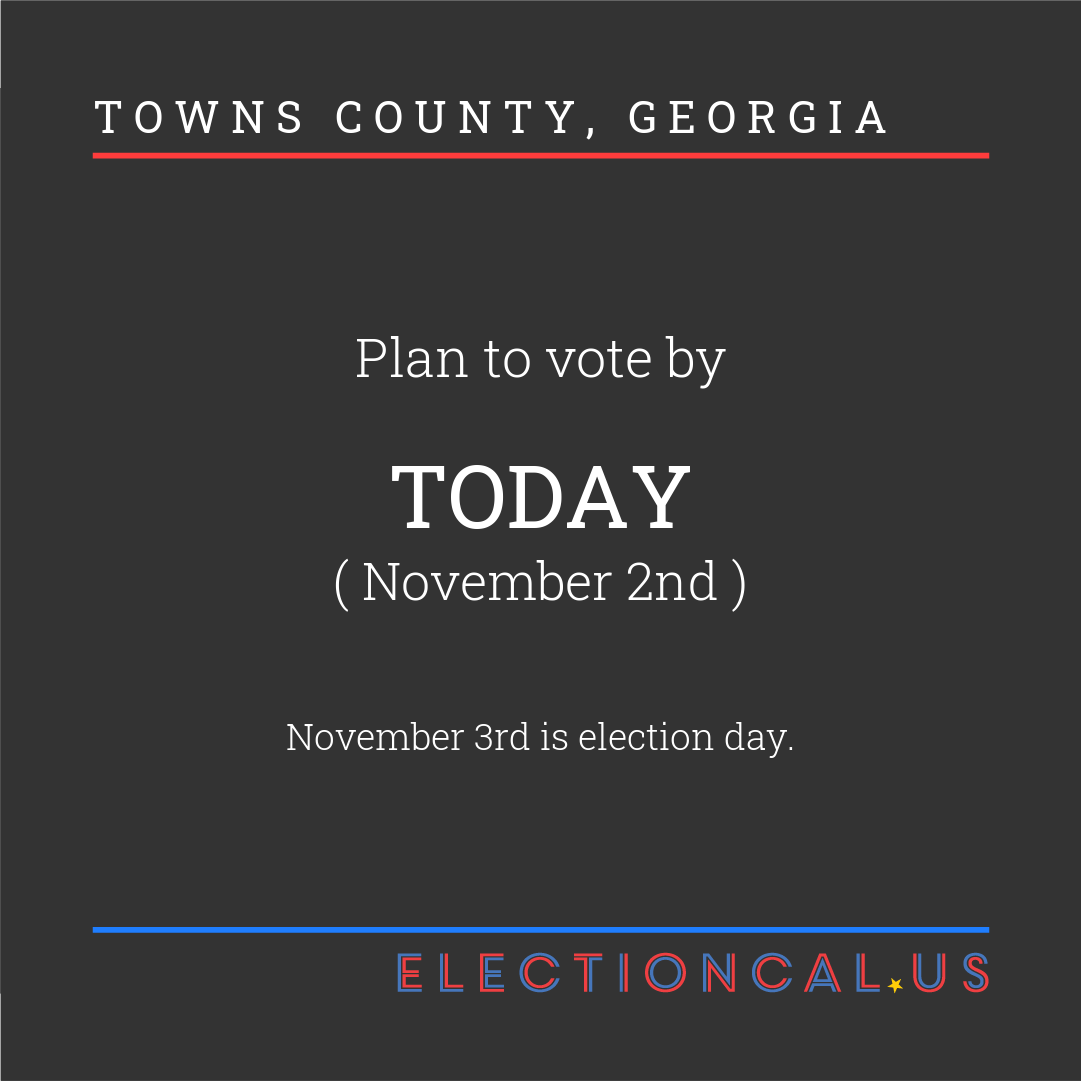 TOWNS COUNTY, GEORGIA
Plan to vote by
TODAY
( November 2nd )
November 3rd is election day.
ELECTIONCAL.US